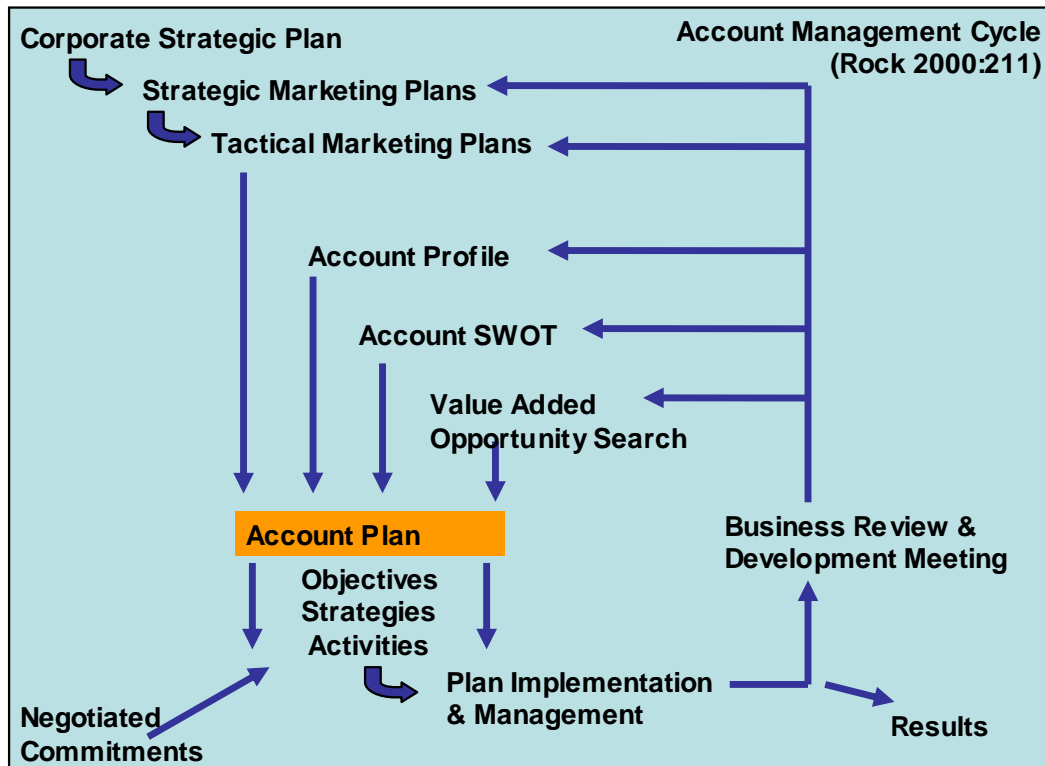 Corporate Strategic Plan
Account Management Cycle
(Rock 2000:211)
Strategic Marketing Plans
Tactical Marketing Plans
Account Profile
Account SWOT
Value Added
Opportunity Search
Account Plan
Business Review &
Development Meeting
Objectives
Strategies
Activities
Plan Implementation
& Management
Negotiated
Commitments
Results